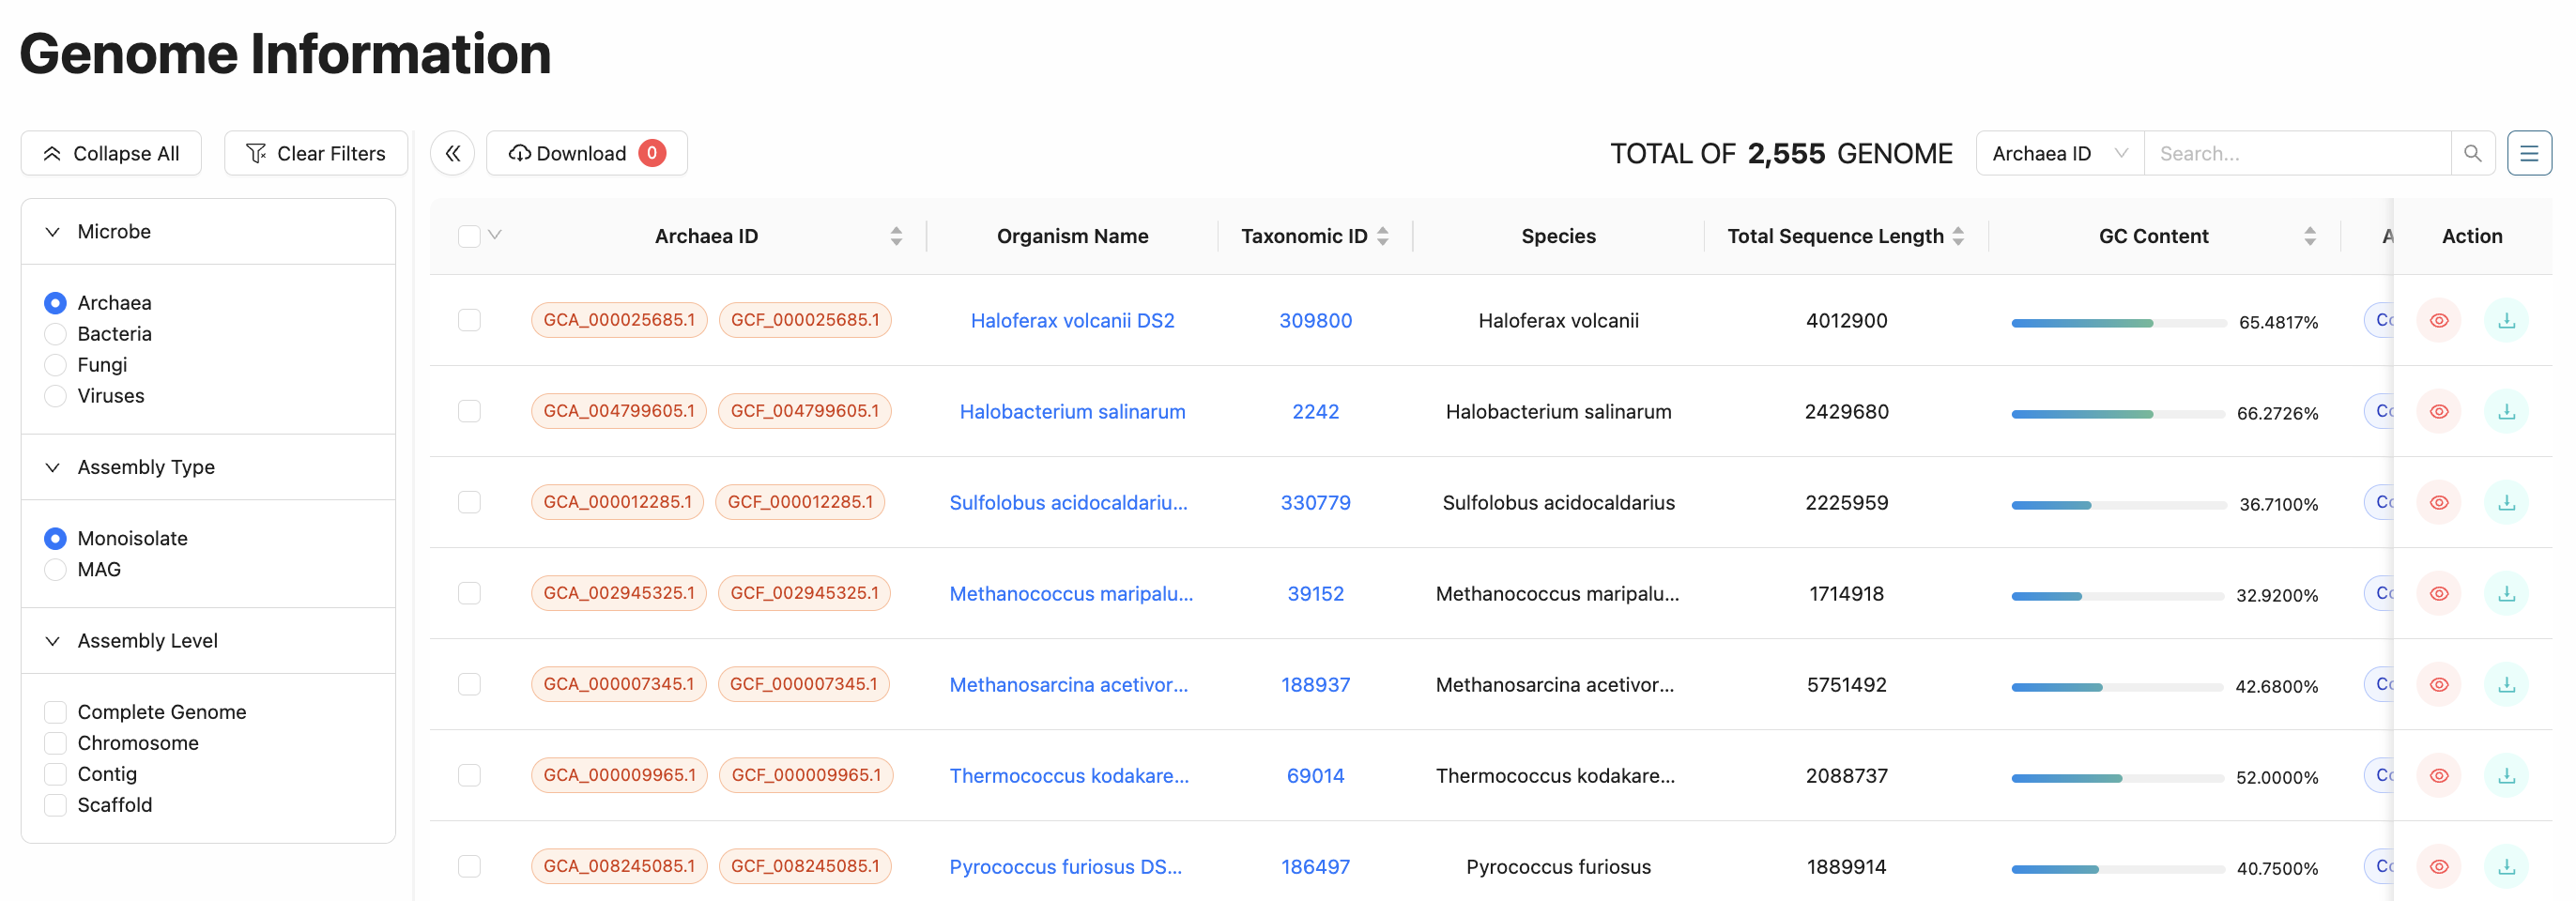 Genome Information
Collapse All
Clear Filters
Download 0
TOTAL OF 2,555 GENOME
Archaea ID
Search...
Microbe
Archaea
Bacteria
Fungi
Viruses
Assembly Type
Monoisolate
MAG
Assembly Level
Complete Genome
Chromosome
Contig
Scaffold
Archaea ID Organism Name Taxonomic ID Species Total Sequence Length GC Content A Action
GCA_000025685.1 GCF_000025685.1 Haloferax volcanii DS2 309800 Haloferax volcanii 4012900 65.4817% Co
GCA_004799605.1 GCF_004799605.1 Halobacterium salinarum 2242 Halobacterium salinarum 2429680 66.2726% Co
GCA_000012285.1 GCF_000012285.1 Sulfolobus acidocaldariu... 330779 Sulfolobus acidocaldarius 2225959 36.7100% Co
GCA_002945325.1 GCF_002945325.1 Methanococcus maripalu... 39152 Methanococcus maripalu... 1714918 32.9200% Co
GCA_000007345.1 GCF_000007345.1 Methanosarcina acetivor... 188937 Methanosarcina acetivor... 5751492 42.6800% Co
GCA_000009965.1 GCF_000009965.1 Thermococcus kodakare... 69014 Thermococcus kodakare... 2088737 52.0000% Co
GCA_008245085.1 GCF_008245085.1 Pyrococcus furiosus DS... 186497 Pyrococcus furiosus 1889914 40.7500% Co